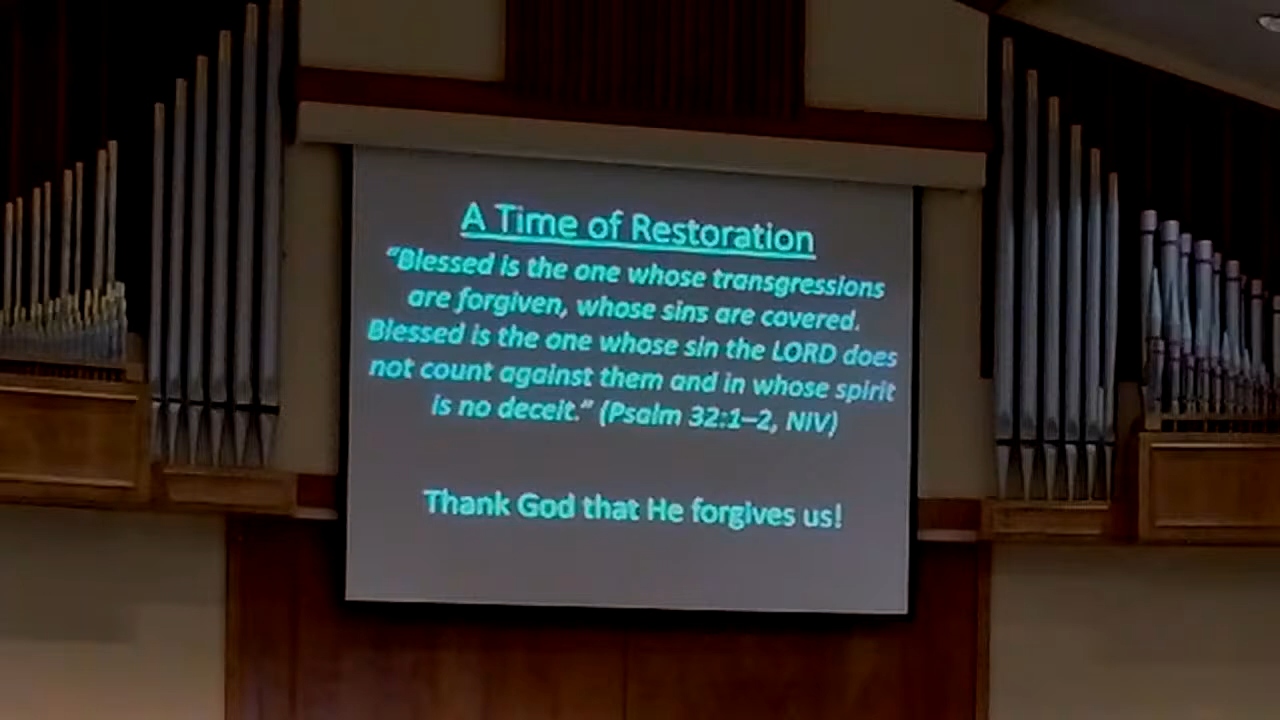 A Time of Restoration
“Blessed is the one whose transgressions
are forgiven, whose sins are covered.
Blessed is the one whose sin the LORD does
not count against them and in whose spirit
is no deceit.” (Psalm 32:1–2, NIV)
Thank God that He forgives us!